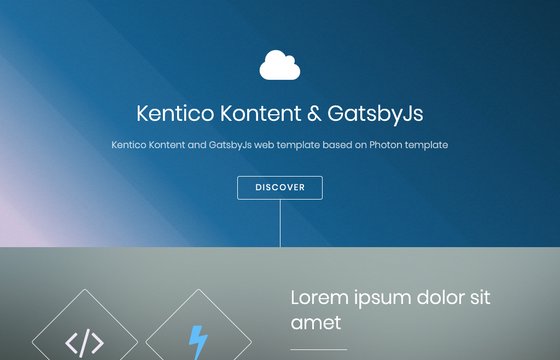 Kentico Kontent & GatsbyJs
Kentico Kontent and GatsbyJs web template based on Photon template
DISCOVER
Lorem ipsum dolor sit
amet